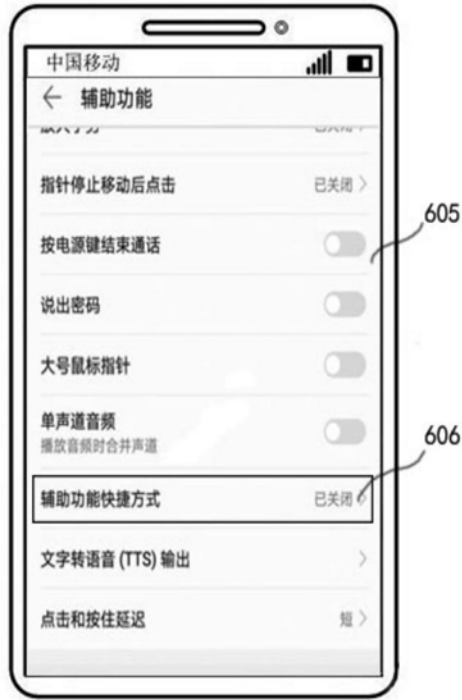 中国移动
← 辅助功能
指针停止移动后点击 已关闭 >
605
按电源键结束通话
说出密码
大号鼠标指针
单声道音频
播放音频时合并声道
606
辅助功能快捷方式 已关闭 >
文字转语音 (TTS) 输出 >
点击和按住延迟 短 >